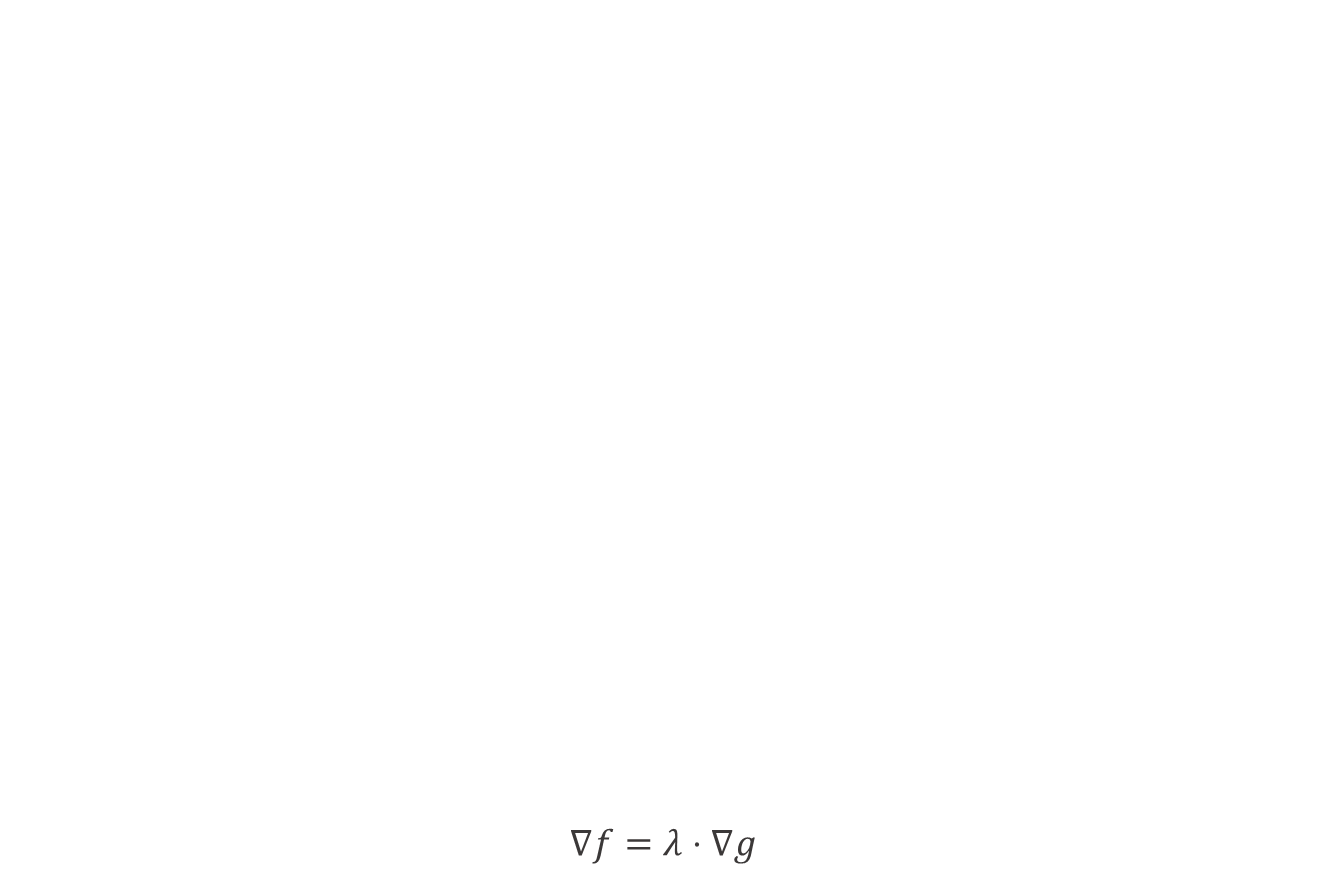 ∇f = λ · ∇g